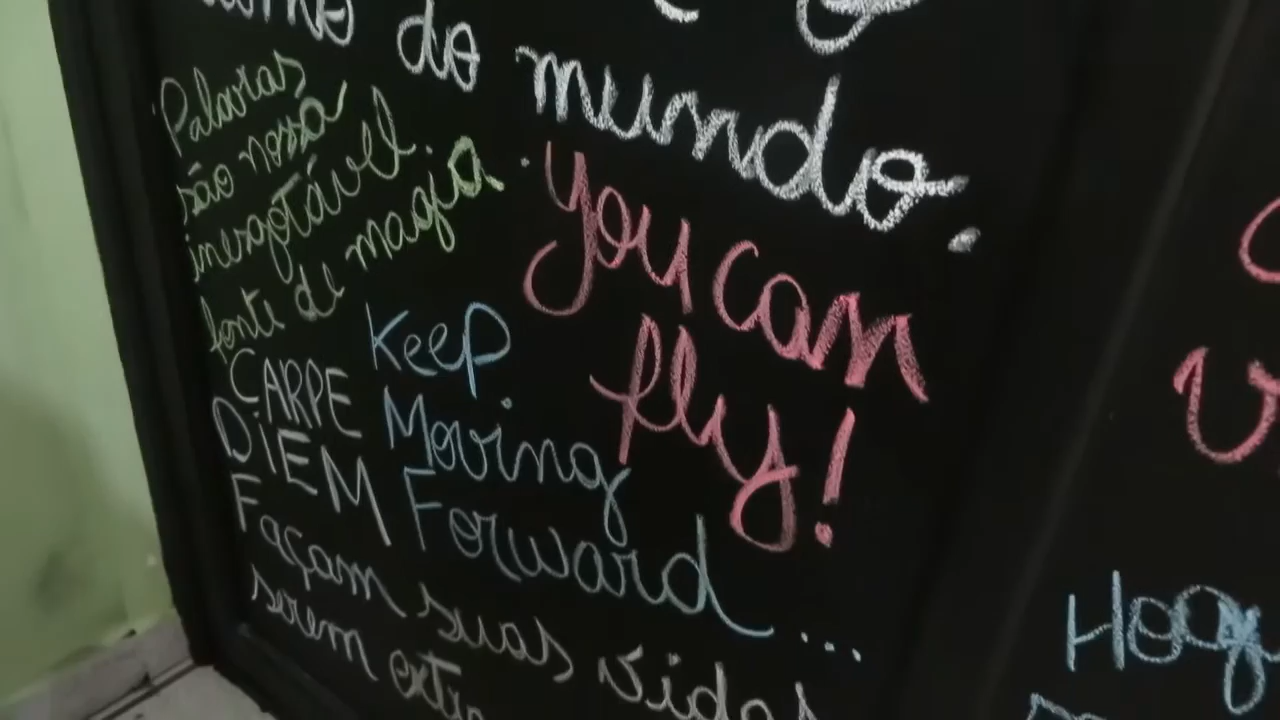 do mundo.
Palavras
são nossa
inesgotável
fonte de magia.
you can
fly!
Keep
Moving
Forward...
CARPE
DIEM
Façam suas vidas
serem